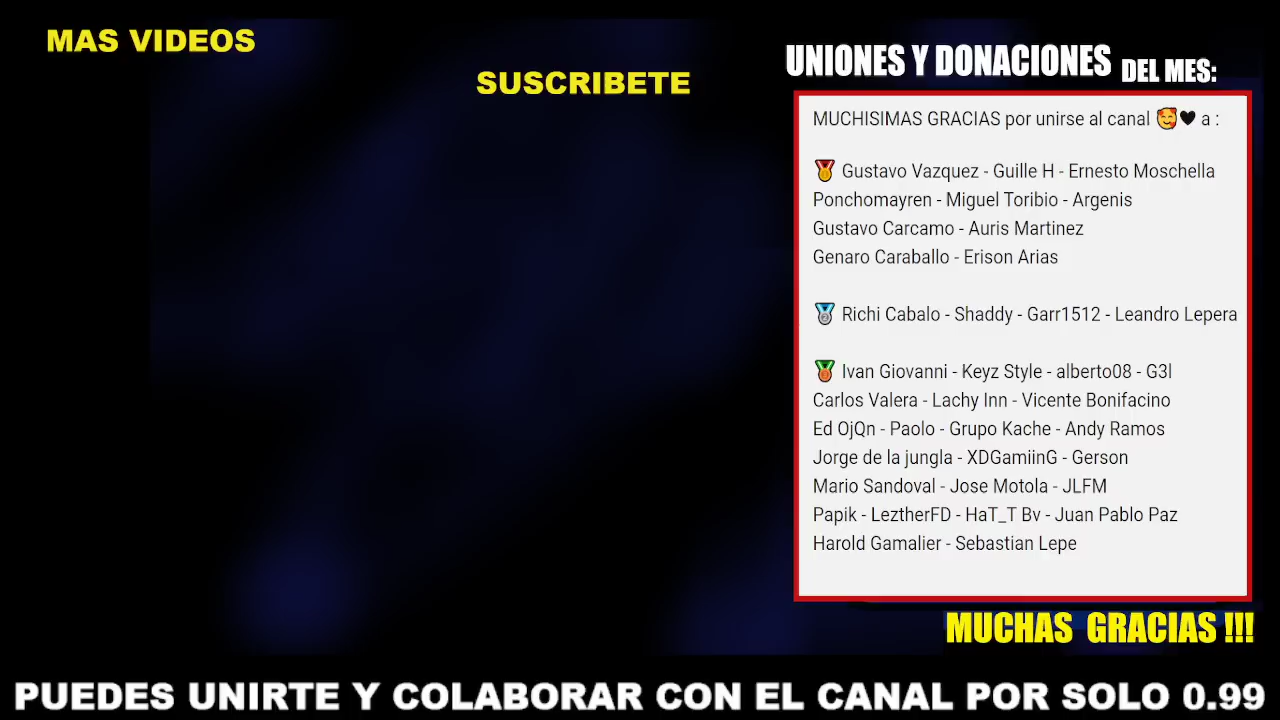 MAS VIDEOS
SUSCRIBETE
UNIONES Y DONACIONES DEL MES:
MUCHISIMAS GRACIAS por unirse al canal 🥰🖤 a :
🥇 Gustavo Vazquez - Guille H - Ernesto Moschella
Ponchomayren - Miguel Toribio - Argenis
Gustavo Carcamo - Auris Martinez
Genaro Caraballo - Erison Arias
🥈 Richi Cabalo - Shaddy - Garr1512 - Leandro Lepera
🥉 Ivan Giovanni - Keyz Style - alberto08 - G3l
Carlos Valera - Lachy Inn - Vicente Bonifacino
Ed OjQn - Paolo - Grupo Kache - Andy Ramos
Jorge de la jungla - XDGamiinG - Gerson
Mario Sandoval - Jose Motola - JLFM
Papik - LeztherFD - HaT_T Bv - Juan Pablo Paz
Harold Gamalier - Sebastian Lepe
MUCHAS GRACIAS !!!
PUEDES UNIRTE Y COLABORAR CON EL CANAL POR SOLO 0.99